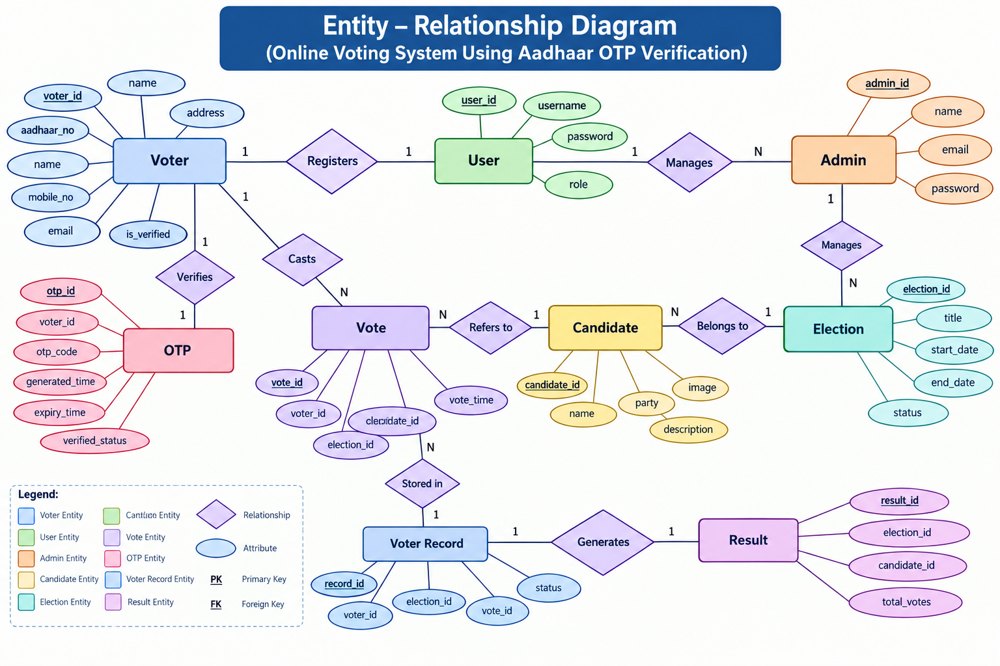 Entity – Relationship Diagram
(Online Voting System Using Aadhaar OTP Verification)
voter_id
name
address
aadhaar_no
name
mobile_no
email
is_verified
Voter
1
Registers
1
user_id
username
password
role
User
1
Manages
N
admin_id
name
email
password
Admin
1
Verifies
1
1
Casts
N
1
Manages
N
otp_id
voter_id
otp_code
generated_time
expiry_time
verified_status
OTP
Vote
N
Refers to
1
Candidate
N
Belongs to
1
Election
election_id
title
start_date
end_date
status
vote_id
voter_id
election_id
vote_time
candidate_id
name
party
image
description
N
Stored in
1
Voter Record
1
Generates
1
Result
record_id
voter_id
election_id
vote_id
status
result_id
election_id
candidate_id
total_votes
Legend:
Voter Entity
User Entity
Admin Entity
Candidate Entity
Election Entity
Entity
Vote Entity
OTP Entity
Voter Record Entity
Result Entity
Relationship
Attribute
PK Primary Key
FK Foreign Key